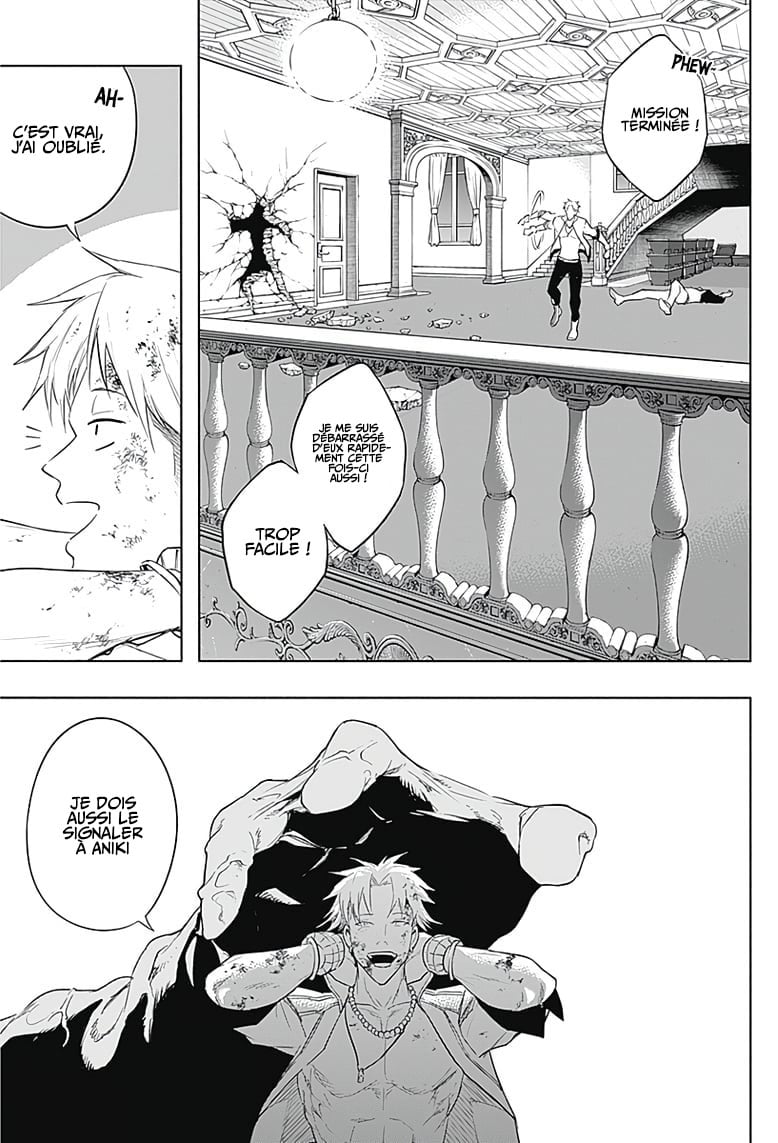 PHEW-
MISSION
TERMINÉE !
JE ME SUIS
DÉBARRASSÉ
D'EUX RAPIDE-
MENT CETTE
FOIS-CI
AUSSI !
TROP
FACILE !
AH-
C'EST VRAI,
J'AI OUBLIÉ.
JE DOIS
AUSSI LE
SIGNALER
À ANIKI